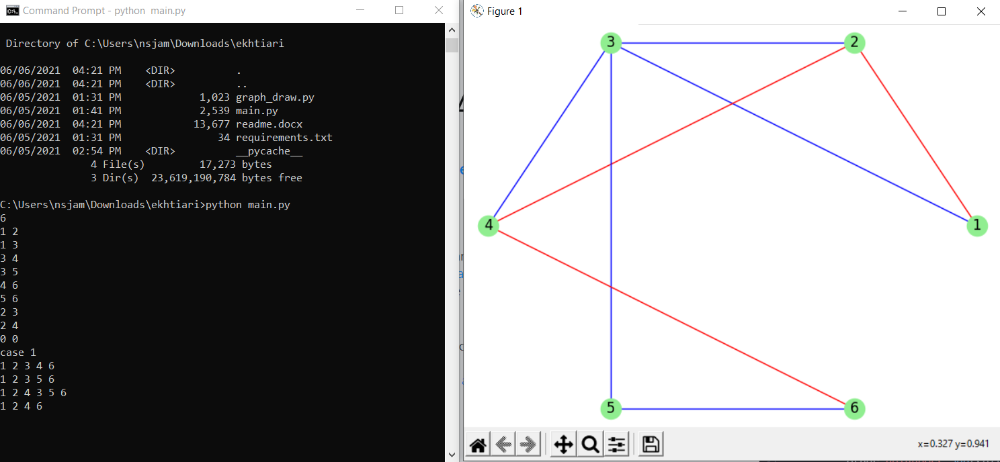 Command Prompt - python  main.py
Directory of C:\Users\nsjam\Downloads\ekhtiari
06/06/2021  04:21 PM    <DIR>          .
06/06/2021  04:21 PM    <DIR>          ..
06/05/2021  01:31 PM             1,023 graph_draw.py
06/05/2021  01:41 PM             2,539 main.py
06/06/2021  04:21 PM            13,677 readme.docx
06/05/2021  01:31 PM                34 requirements.txt
06/05/2021  02:54 PM    <DIR>          __pycache__
4 File(s)         17,273 bytes
3 Dir(s)  23,619,190,784 bytes free
C:\Users\nsjam\Downloads\ekhtiari>python main.py
6
1 2
1 3
3 4
3 5
4 6
5 6
2 3
2 4
0 0
case 1
1 2 3 4 6
1 2 3 5 6
1 2 4 3 5 6
1 2 4 6
Figure 1
3
2
4
1
5
6
x=0.327 y=0.941